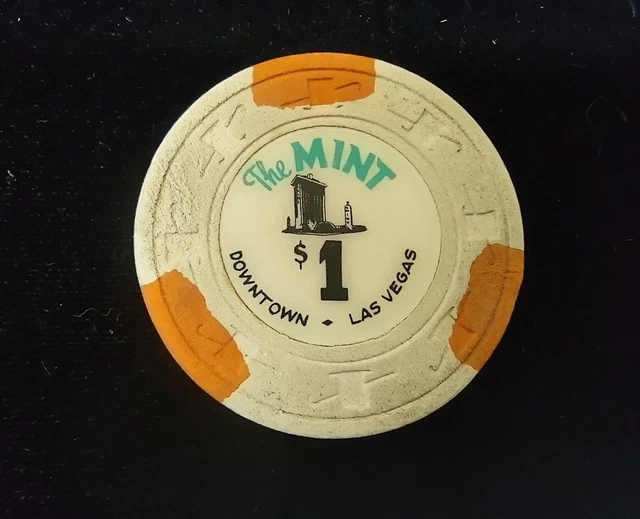 The MINT
$1
DOWNTOWN ♦ LAS VEGAS